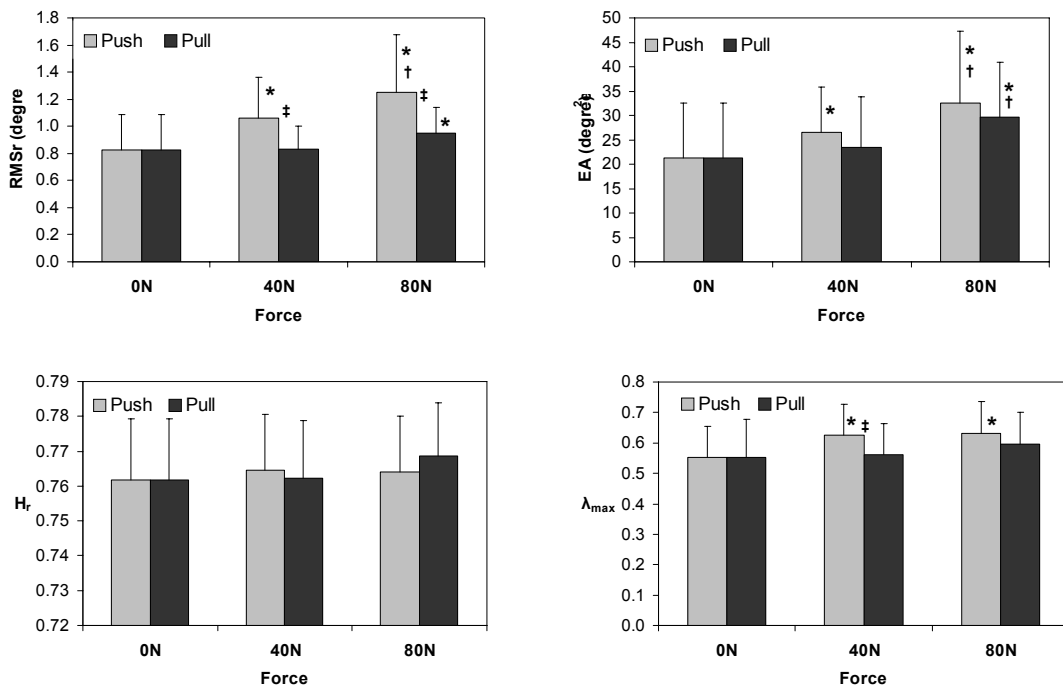 1.8
1.6
1.4
1.2
1.0
0.8
0.6
0.4
0.2
0.0
RMSr (degre
Push Pull
* ‡
* † ‡ *
0N 40N 80N
Force
50
45
40
35
30
25
20
15
10
5
0
Push Pull
*
* † * †
0N 40N 80N
Force
0.79
0.78
0.77
0.76
0.75
0.74
0.73
0.72
Hr
Push Pull
0N 40N 80N
Force
0.8
0.7
0.6
0.5
0.4
0.3
0.2
0.1
0.0
λmax
Push Pull
* ‡ *
0N 40N 80N
Force